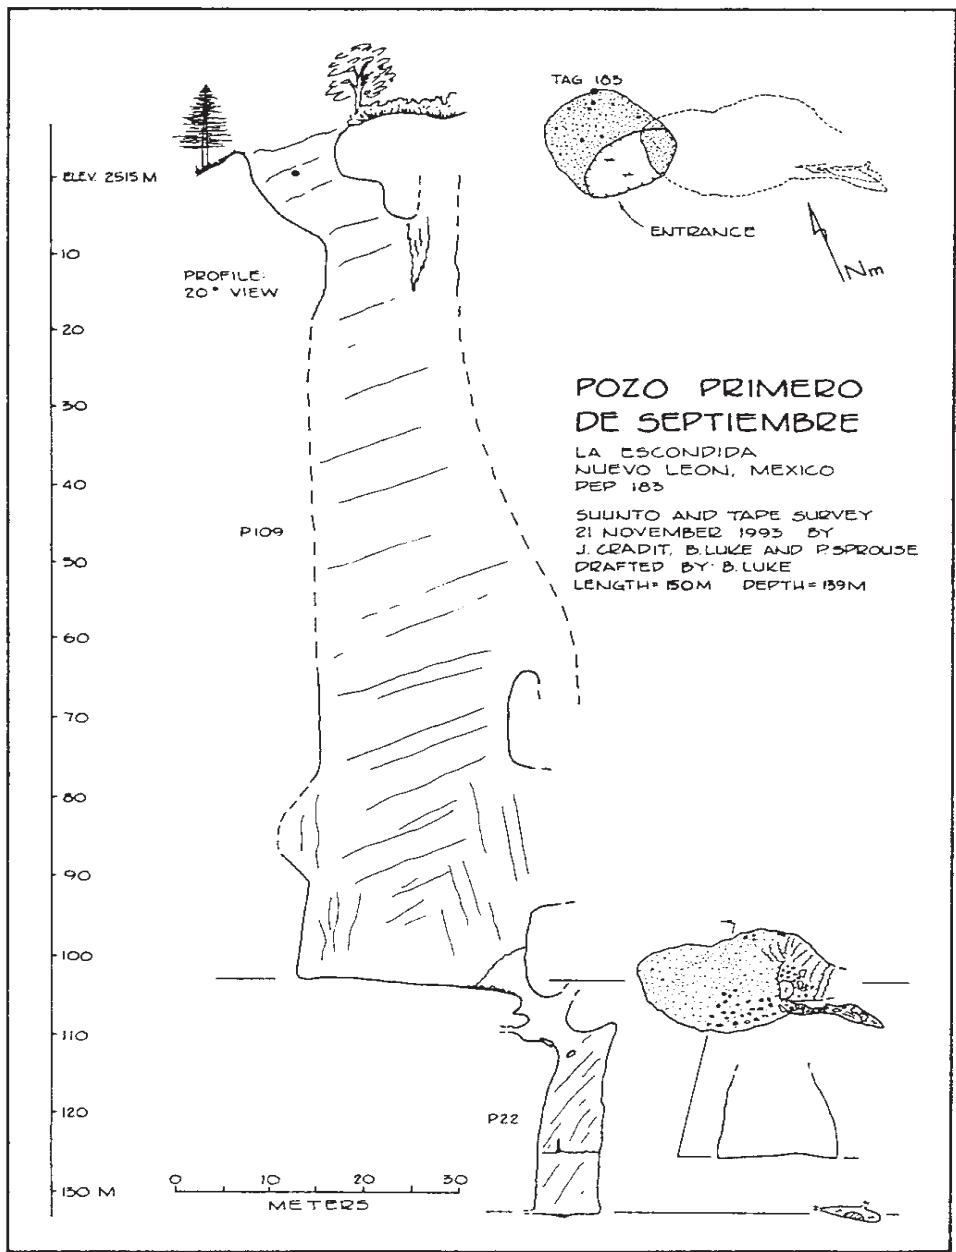 TAG 183
ELEV. 2515 M
ENTRANCE
Nm
10
PROFILE:
20° VIEW
20
30
POZO PRIMERO
DE SEPTIEMBRE
LA ESCONDIDA
NUEVO LEON, MEXICO
PEP 183
40
SUUNTO AND TAPE SURVEY
21 NOVEMBER 1993 BY
J. CRADIT, B. LUKE AND P. SPROUSE
DRAFTED BY: B. LUKE
LENGTH = 150M DEPTH = 139M
P109
50
60
70
80
90
100
110
120
P22
130 M
0 10 20 30
METERS